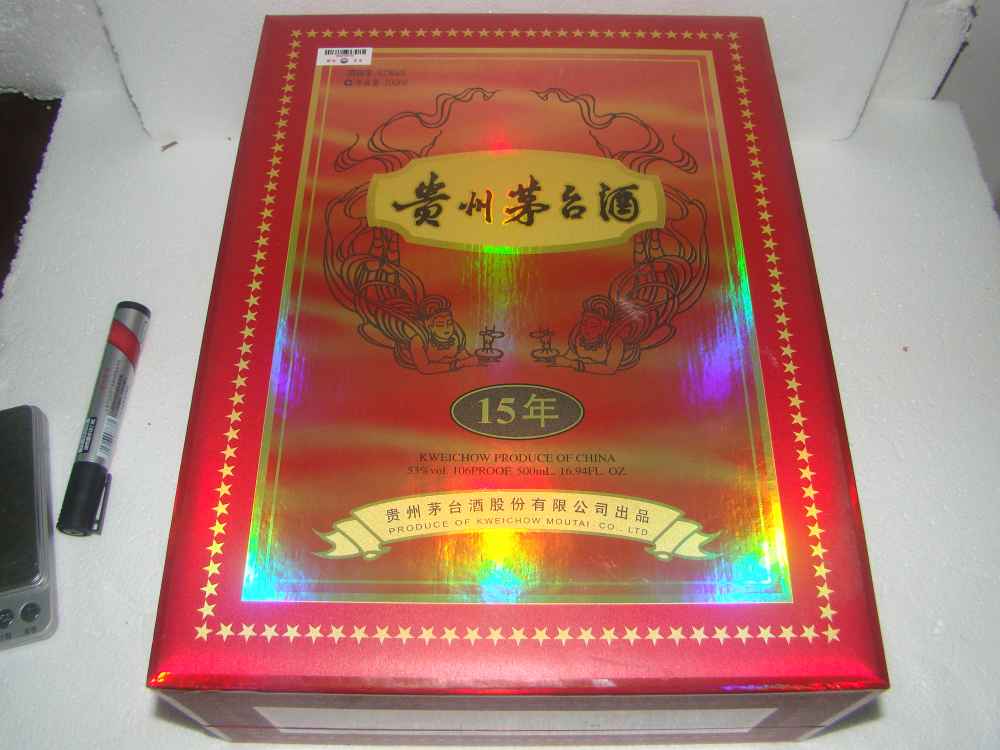 贵州茅台酒
15年
KWEICHOW PRODUCE OF CHINA
53%vol. 106PROOF. 500mL. 16.94FL. OZ.
贵州茅台酒股份有限公司出品
PRODUCE OF KWEICHOW MOUTAI CO., LTD